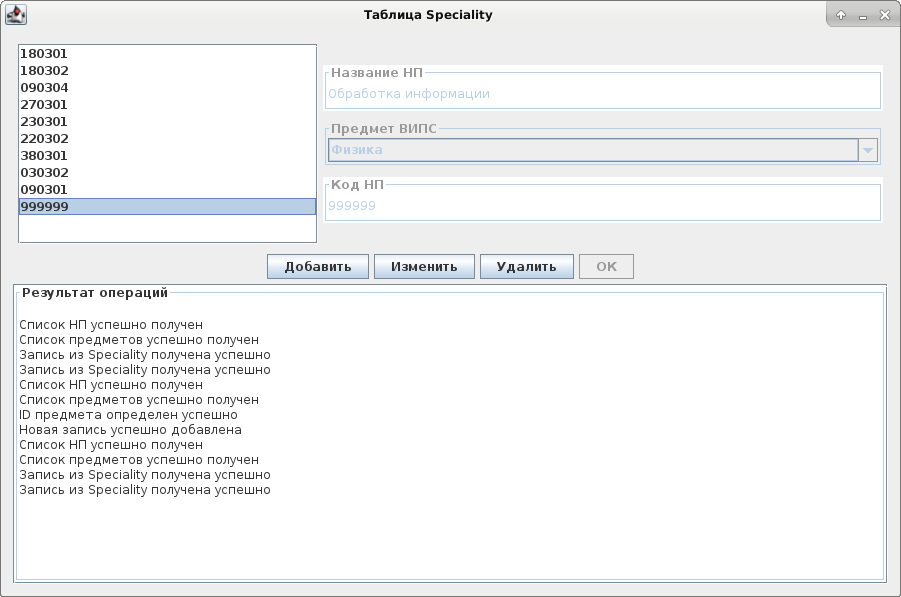 Таблица Speciality
180301
180302
090304
270301
230301
220302
380301
030302
090301
999999
Название НП
Обработка информации
Предмет ВИПС
Физика
Код НП
999999
Добавить
Изменить
Удалить
OK
Результат операций
Список НП успешно получен
Список предметов успешно получен
Запись из Speciality получена успешно
Запись из Speciality получена успешно
Список НП успешно получен
Список предметов успешно получен
ID предмета определен успешно
Новая запись успешно добавлена
Список НП успешно получен
Список предметов успешно получен
Запись из Speciality получена успешно
Запись из Speciality получена успешно